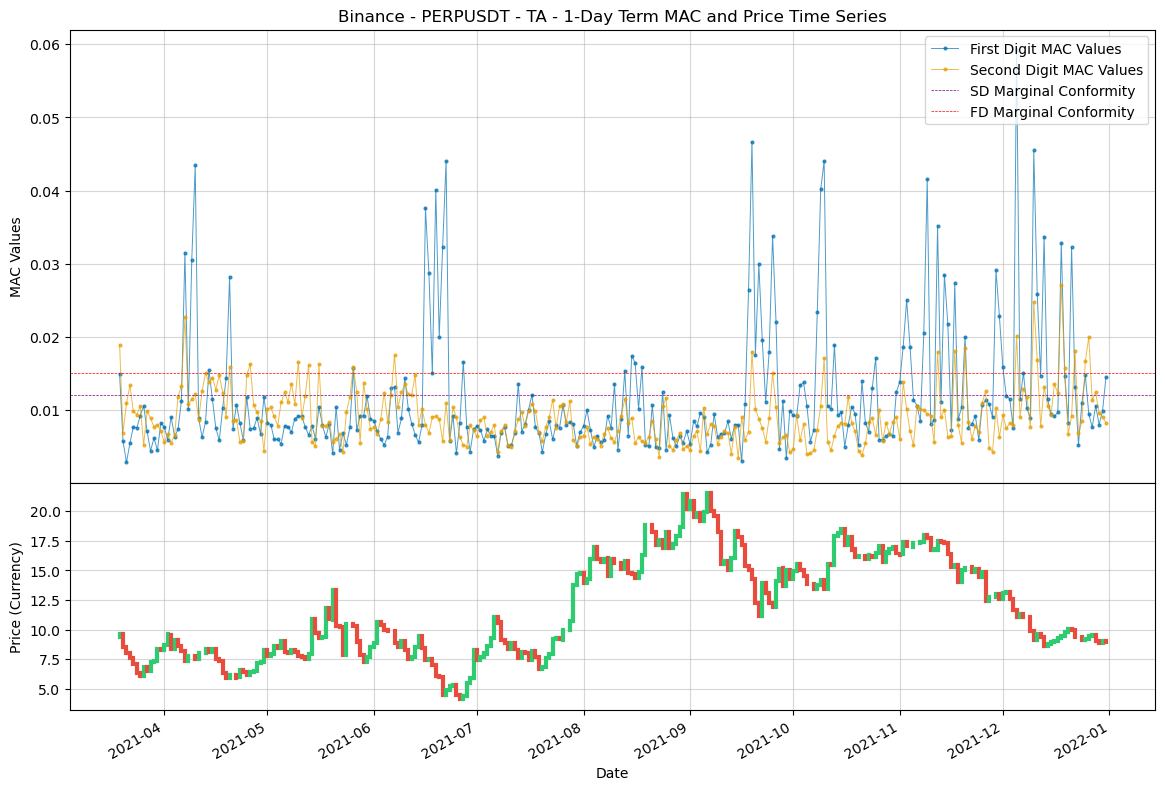 Binance - PERPUSDT - TA - 1-Day Term MAC and Price Time Series
0.06
0.05
0.04
0.03
0.02
0.01
MAC Values
First Digit MAC Values
Second Digit MAC Values
SD Marginal Conformity
FD Marginal Conformity
20.0
17.5
15.0
12.5
10.0
7.5
5.0
Price (Currency)
2021-04
2021-05
2021-06
2021-07
2021-08
2021-09
2021-10
2021-11
2021-12
2022-01
Date